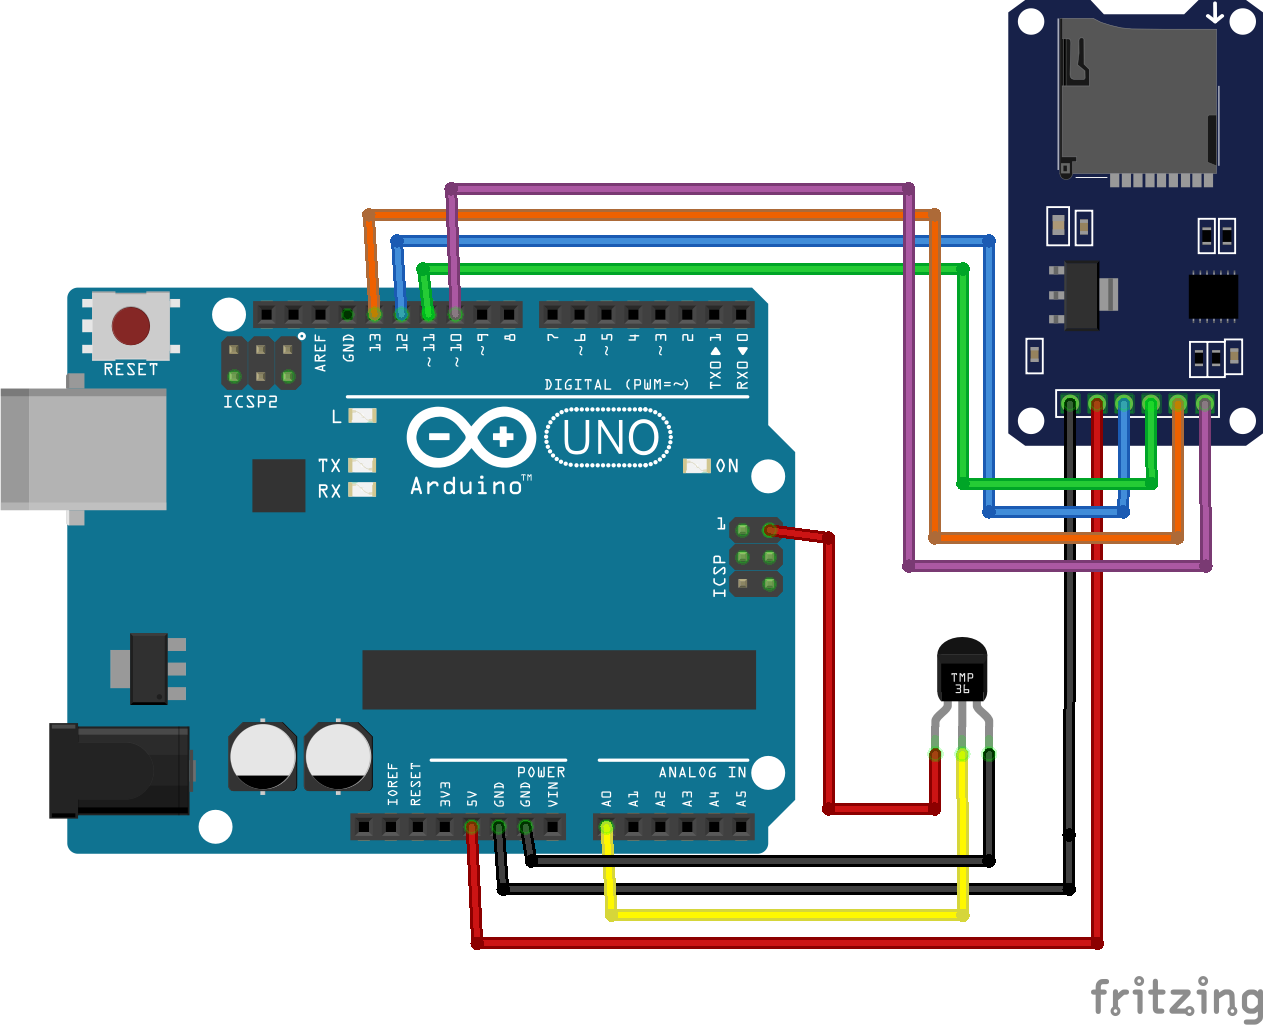 RESET
ICSP2
AREF
GND
13
12
~11
~10
~9
8
7
~6
~5
4
~3
2
TX0▶1
RX0◀0
DIGITAL (PWM=~)
L
TX
RX
Arduino™
UNO
ON
1
ICSP
TMP
36
IOREF
RESET
3V3
5V
GND
GND
VIN
POWER
ANALOG IN
A0
A1
A2
A3
A4
A5
fritzing